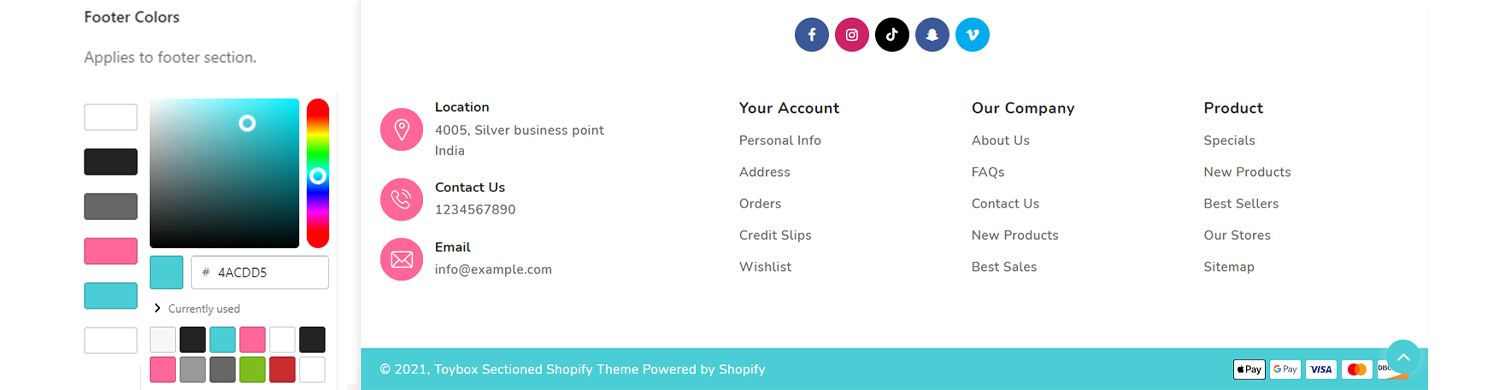 Footer Colors
Applies to footer section.
# 4ACDD5
Currently used
Location
4005, Silver business point
India
Contact Us
1234567890
Email
info@example.com
Your Account
Personal Info
Address
Orders
Credit Slips
Wishlist
Our Company
About Us
FAQs
Contact Us
New Products
Best Sales
Product
Specials
New Products
Best Sellers
Our Stores
Sitemap
© 2021, Toybox Sectioned Shopify Theme Powered by Shopify
Pay
G Pay
VISA